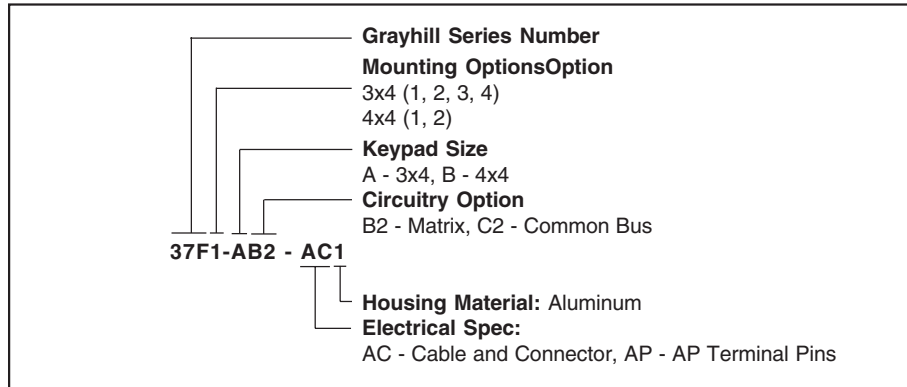 Grayhill Series Number
Mounting OptionsOption
3x4 (1, 2, 3, 4)
4x4 (1, 2)
Keypad Size
A - 3x4, B - 4x4
Circuitry Option
B2 - Matrix, C2 - Common Bus
37F1-AB2 - AC1
Housing Material: Aluminum
Electrical Spec:
AC - Cable and Connector, AP - AP Terminal Pins